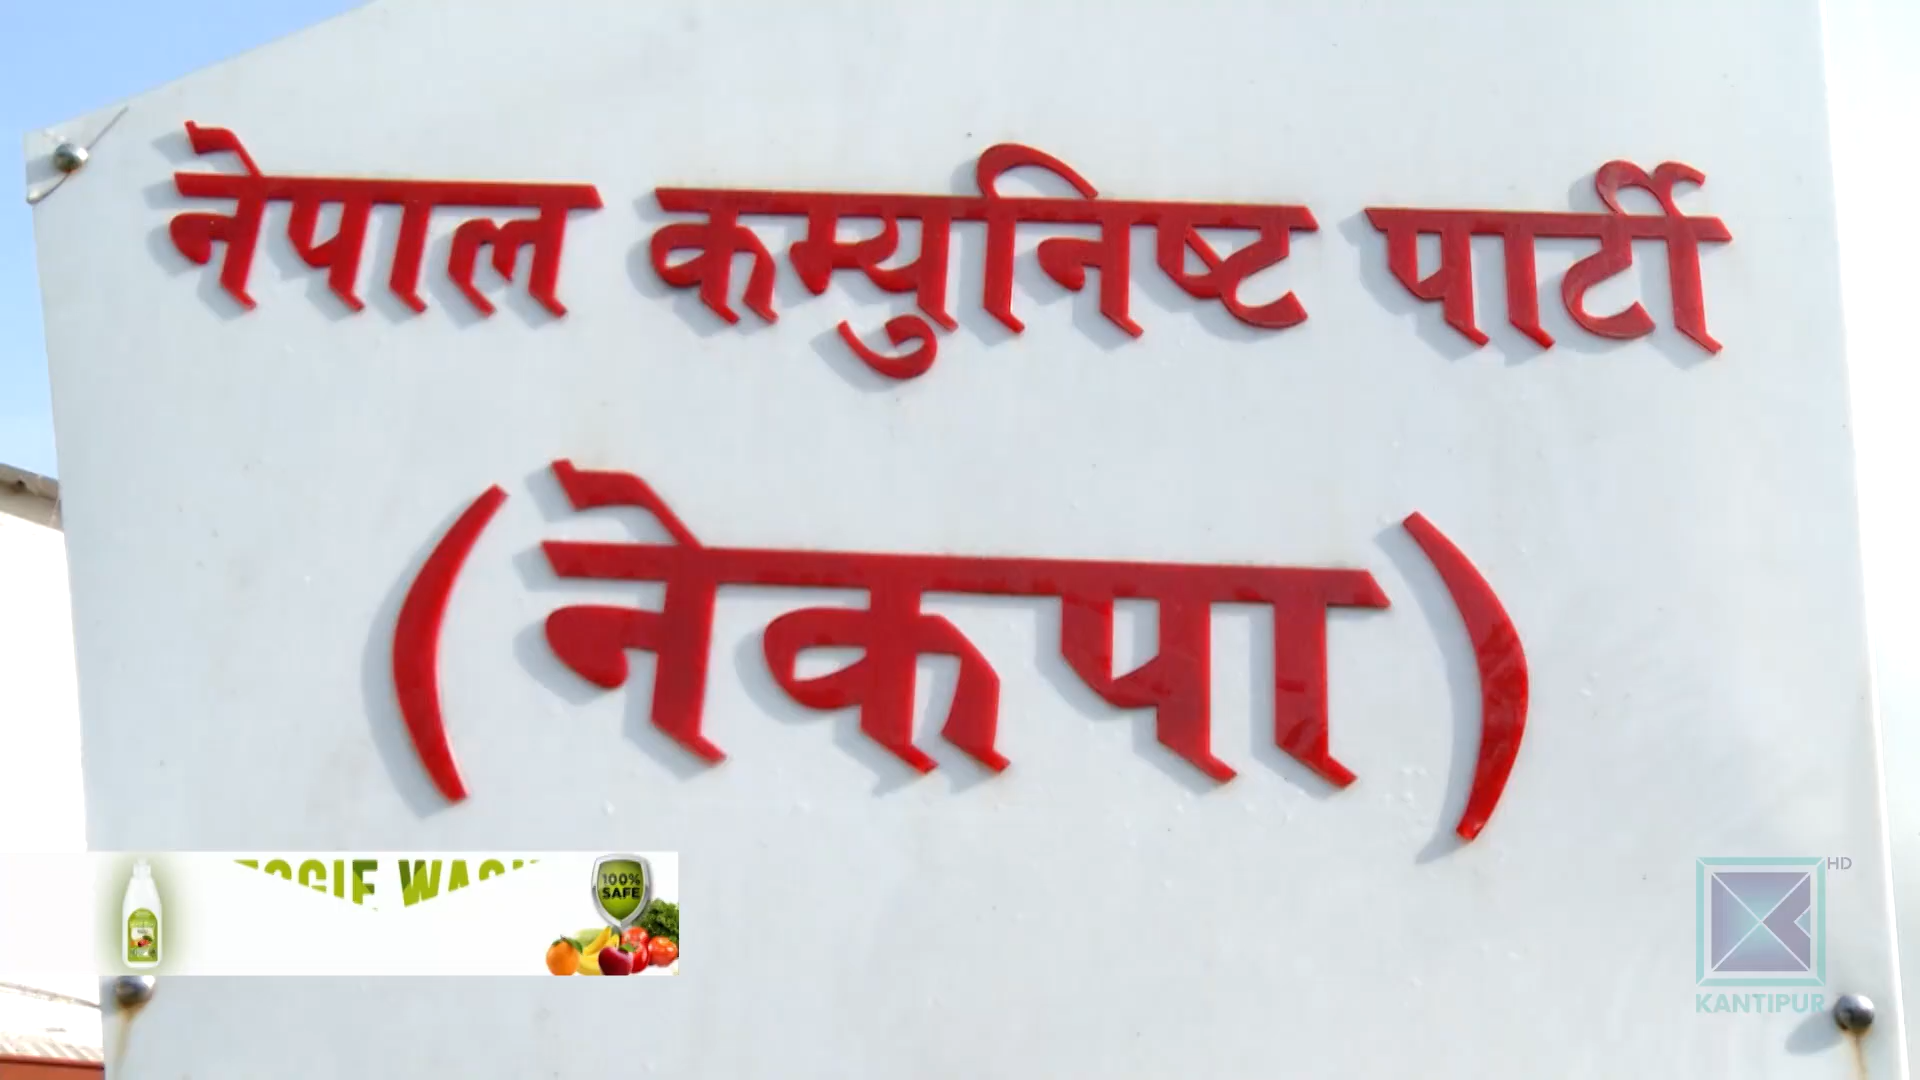 नेपाल कम्युनिष्ट पार्टी
(नेकपा)
100%
SAFE
HD
KANTIPUR